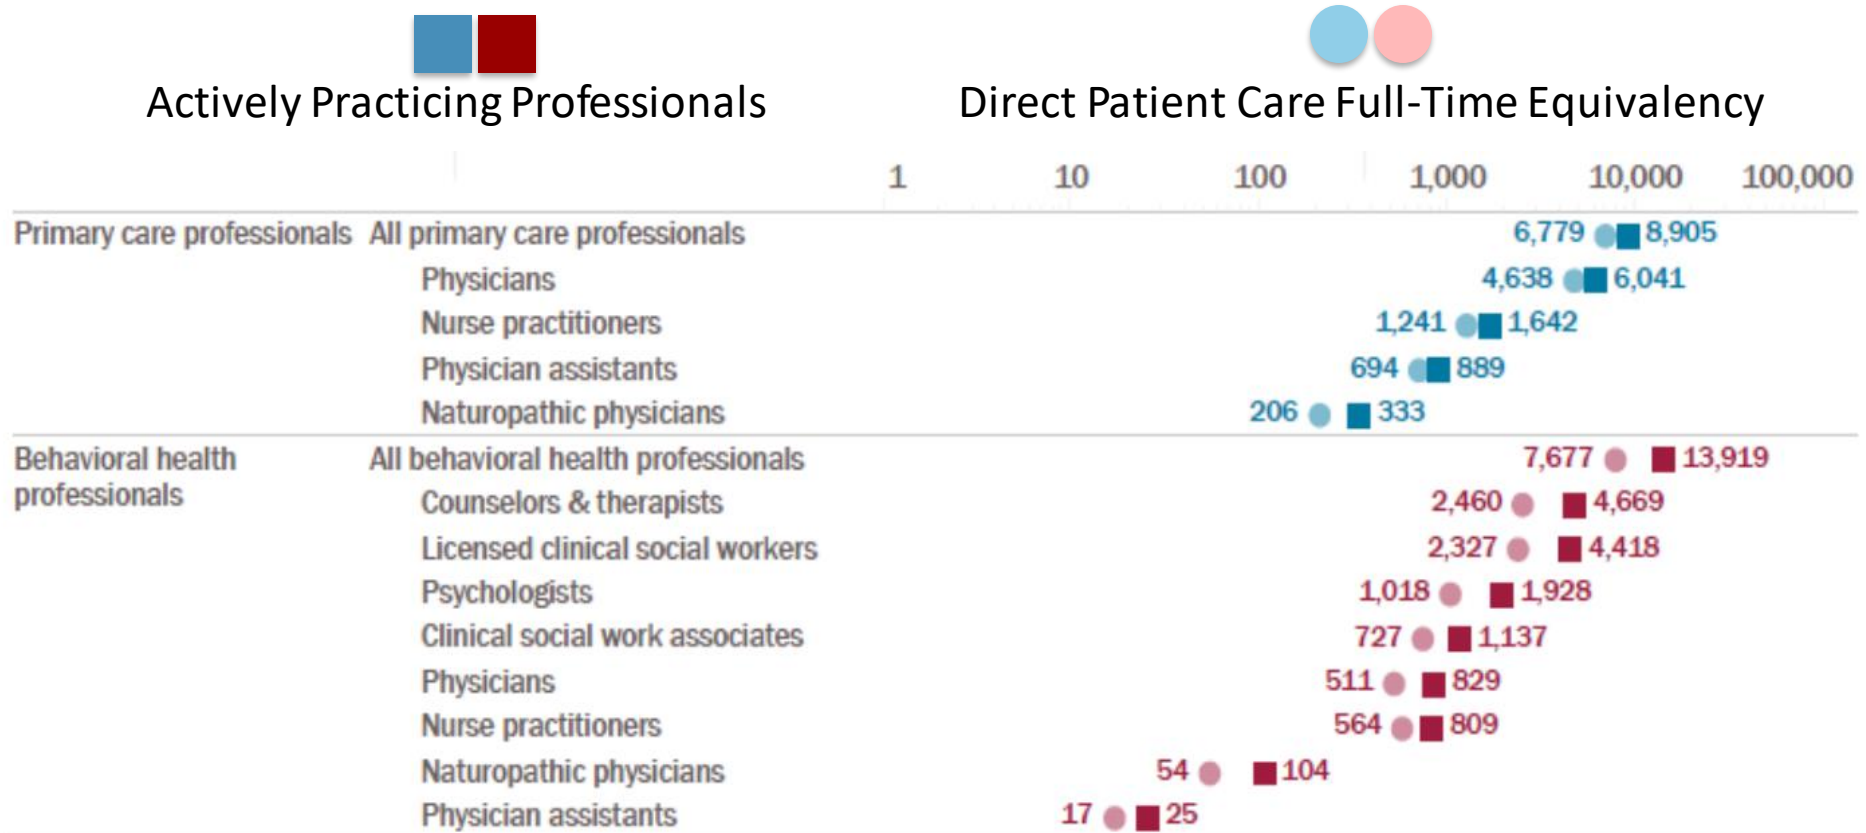 Actively Practicing Professionals Direct Patient Care Full-Time Equivalency
1 10 100 1,000 10,000 100,000
Primary care professionals All primary care professionals 6,779 8,905
Physicians 4,638 6,041
Nurse practitioners 1,241 1,642
Physician assistants 694 889
Naturopathic physicians 206 333
Behavioral health All behavioral health professionals 7,677 13,919
professionals
Counselors & therapists 2,460 4,669
Licensed clinical social workers 2,327 4,418
Psychologists 1,018 1,928
Clinical social work associates 727 1,137
Physicians 511 829
Nurse practitioners 564 809
Naturopathic physicians 54 104
Physician assistants 17 25